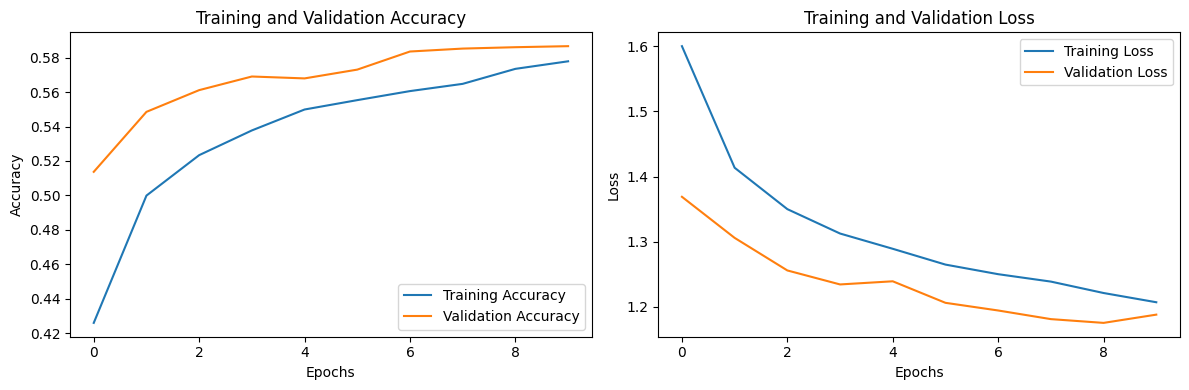 Training and Validation Accuracy
Accuracy
0.58
0.56
0.54
0.52
0.50
0.48
0.46
0.44
0.42
Training Accuracy
Validation Accuracy
0 2 4 6 8
Epochs
Training and Validation Loss
Loss
1.6
1.5
1.4
1.3
1.2
Training Loss
Validation Loss
0 2 4 6 8
Epochs